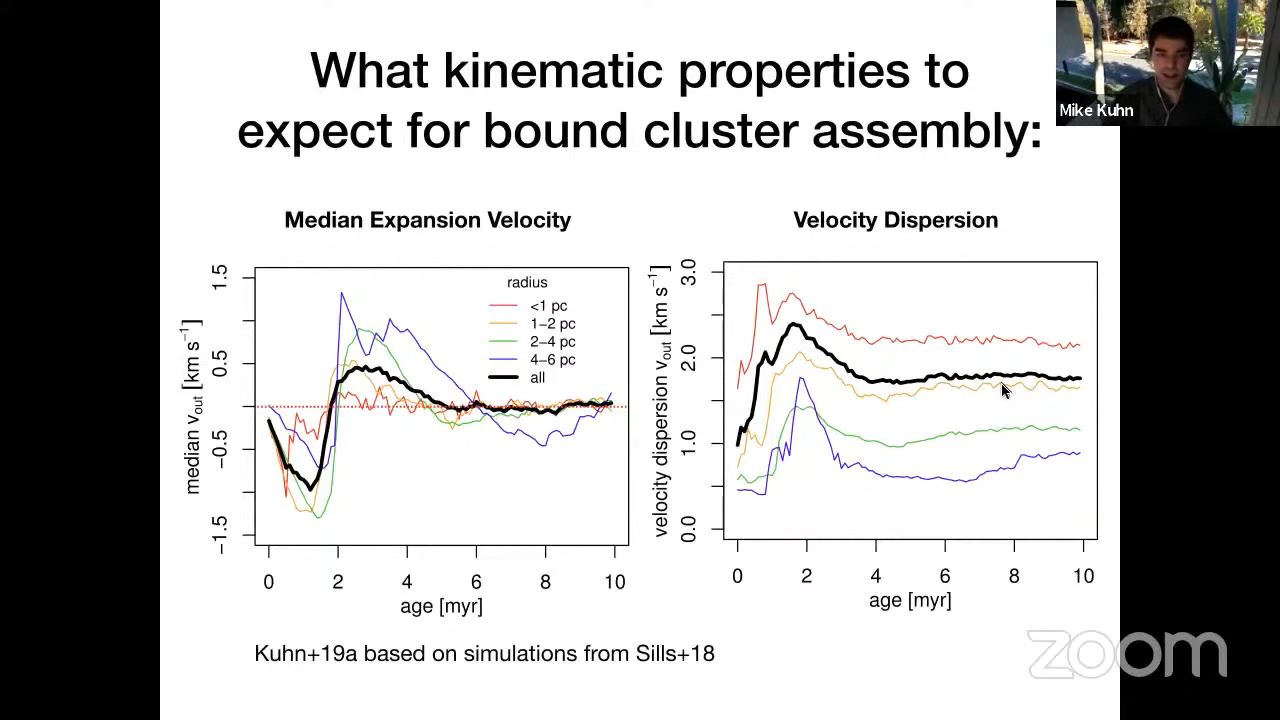 What kinematic properties to
expect for bound cluster assembly:
Mike Kuhn
Median Expansion Velocity
median v_out [km s⁻¹]
1.5
0.5
−0.5
−1.5
radius
<1 pc
1−2 pc
2−4 pc
4−6 pc
all
0 2 4 6 8 10
age [myr]
Velocity Dispersion
velocity dispersion v_out [km s⁻¹]
3.0
2.0
1.0
0.0
0 2 4 6 8 10
age [myr]
Kuhn+19a based on simulations from Sills+18
zoom